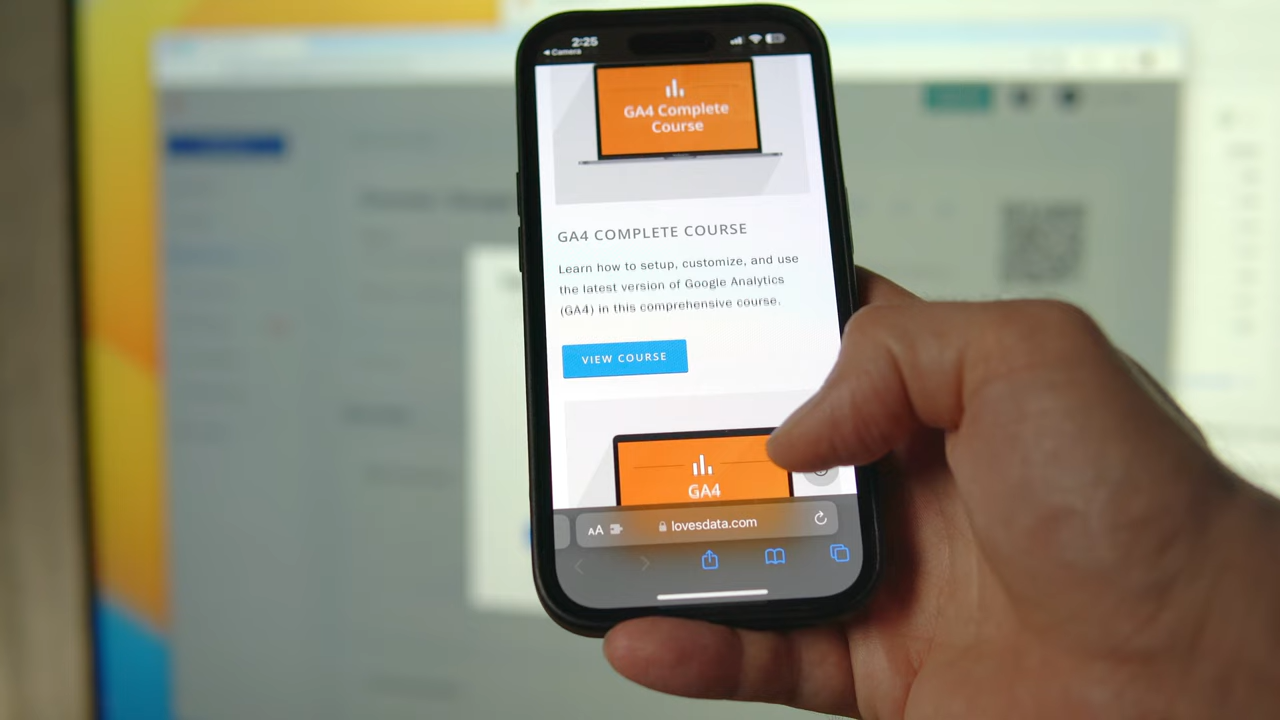 2:25
◀ Camera
GA4 Complete
Course
GA4 COMPLETE COURSE
Learn how to setup, customize, and use
the latest version of Google Analytics
(GA4) in this comprehensive course.
VIEW COURSE
GA4
AA
lovesdata.com